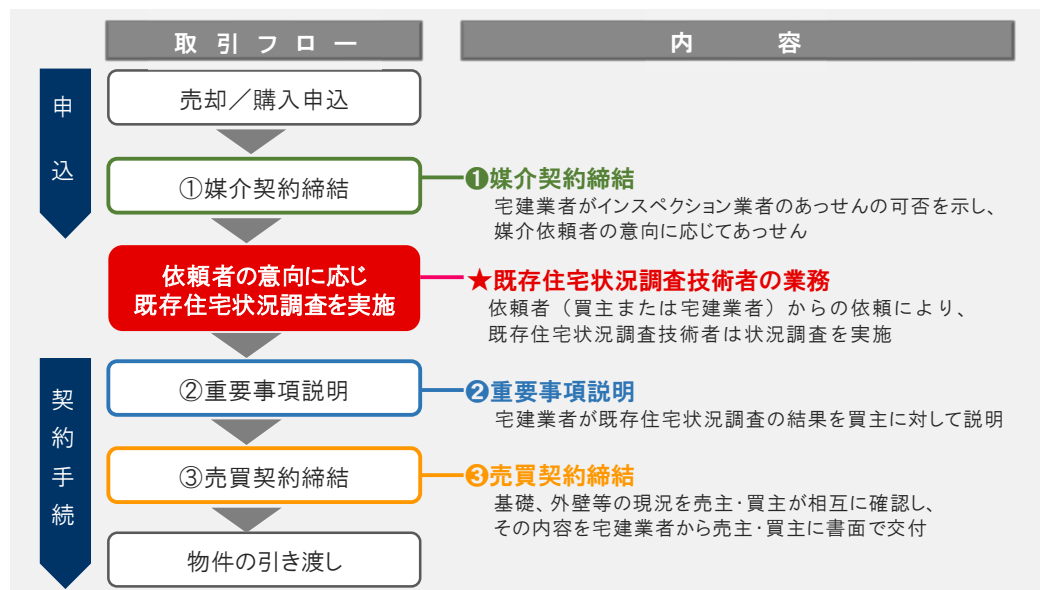 取引フロー
内容
申込
売却／購入申込
①媒介契約締結
❶媒介契約締結
宅建業者がインスペクション業者のあっせんの可否を示し、
媒介依頼者の意向に応じてあっせん
依頼者の意向に応じ
既存住宅状況調査を実施
★既存住宅状況調査技術者の業務
依頼者（買主または宅建業者）からの依頼により、
既存住宅状況調査技術者は状況調査を実施
契約手続
②重要事項説明
❷重要事項説明
宅建業者が既存住宅状況調査の結果を買主に対して説明
③売買契約締結
❸売買契約締結
基礎、外壁等の現況を売主・買主が相互に確認し、
その内容を宅建業者から売主・買主に書面で交付
物件の引き渡し